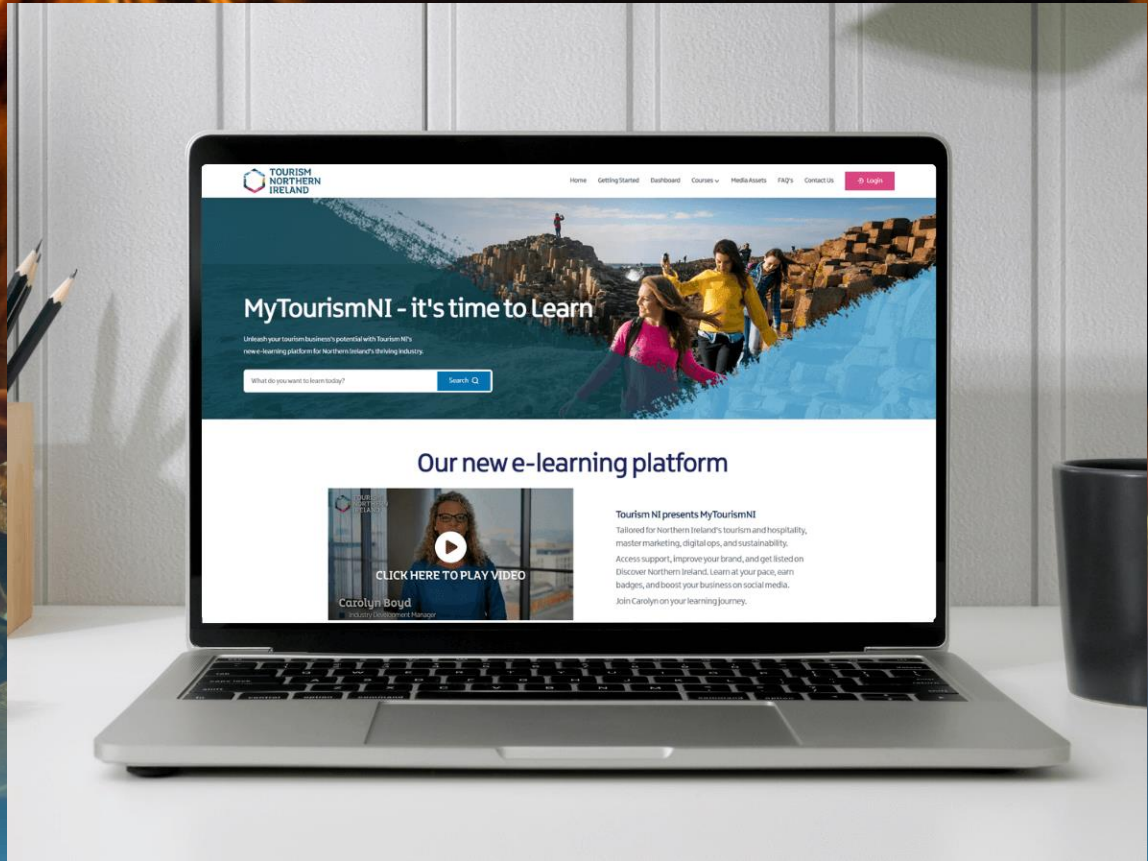 TOURISM
NORTHERN
IRELAND
Home Getting Started Dashboard Courses Media Assets FAQ's Contact Us Login
MyTourismNI - it's time to Learn
Unleash your tourism business's potential with Tourism NI's
new e-learning platform for Northern Ireland's thriving industry.
What do you want to learn today? Search
Our new e-learning platform
TOURISM
NORTHERN
IRELAND
CLICK HERE TO PLAY VIDEO
Carolyn Boyd
Industry Development Manager
Tourism NI presents MyTourismNI
Tailored for Northern Ireland's tourism and hospitality,
master marketing, digital ops, and sustainability.
Access support, improve your brand, and get listed on
Discover Northern Ireland. Learn at your pace, earn
badges, and boost your business on social media.
Join Carolyn on your learning journey.